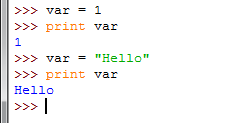 >>> var = 1
>>> print var
1
>>> var = "Hello"
>>> print var
Hello
>>>